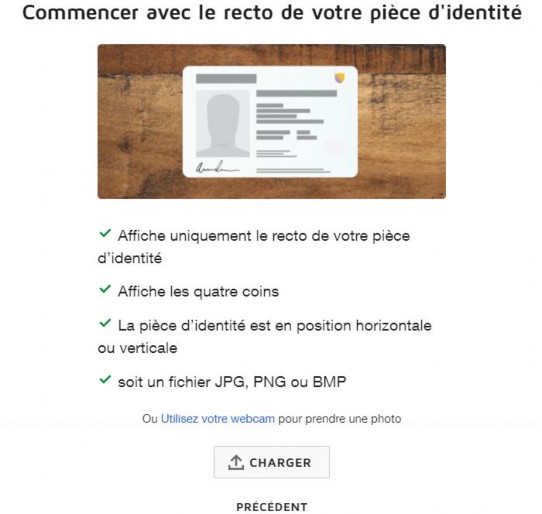 Commencer avec le recto de votre pièce d'identité
Affiche uniquement le recto de votre pièce
d'identité
Affiche les quatre coins
La pièce d'identité est en position horizontale
ou verticale
soit un fichier JPG, PNG ou BMP
Ou Utilisez votre webcam pour prendre une photo
CHARGER
PRÉCÉDENT